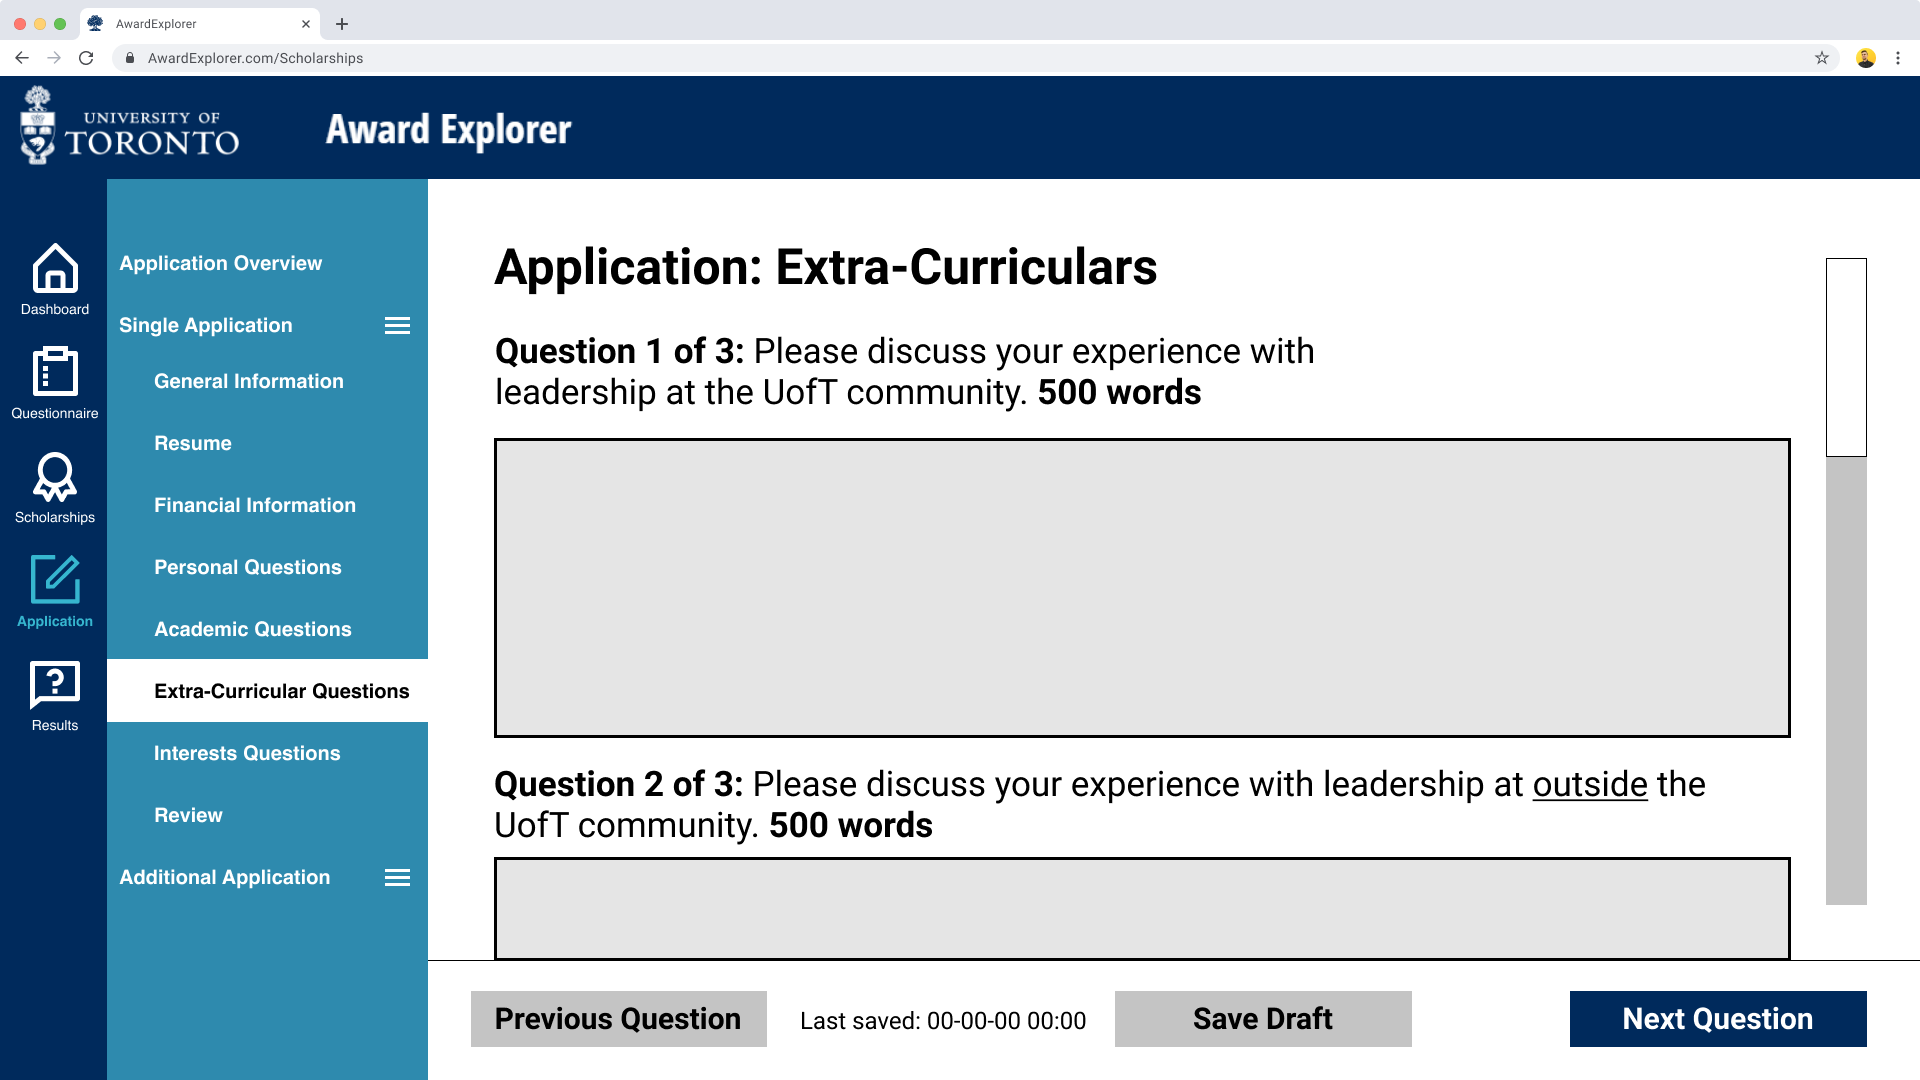 AwardExplorer
AwardExplorer.com/Scholarships
UNIVERSITY OF
TORONTO
Award Explorer
Dashboard
Questionnaire
Scholarships
Application
Results
Application Overview
Single Application
General Information
Resume
Financial Information
Personal Questions
Academic Questions
Extra-Curricular Questions
Interests Questions
Review
Additional Application
Application: Extra-Curriculars
Question 1 of 3: Please discuss your experience with
leadership at the UofT community. 500 words
Question 2 of 3: Please discuss your experience with leadership at outside the
UofT community. 500 words
Previous Question
Last saved: 00-00-00 00:00
Save Draft
Next Question